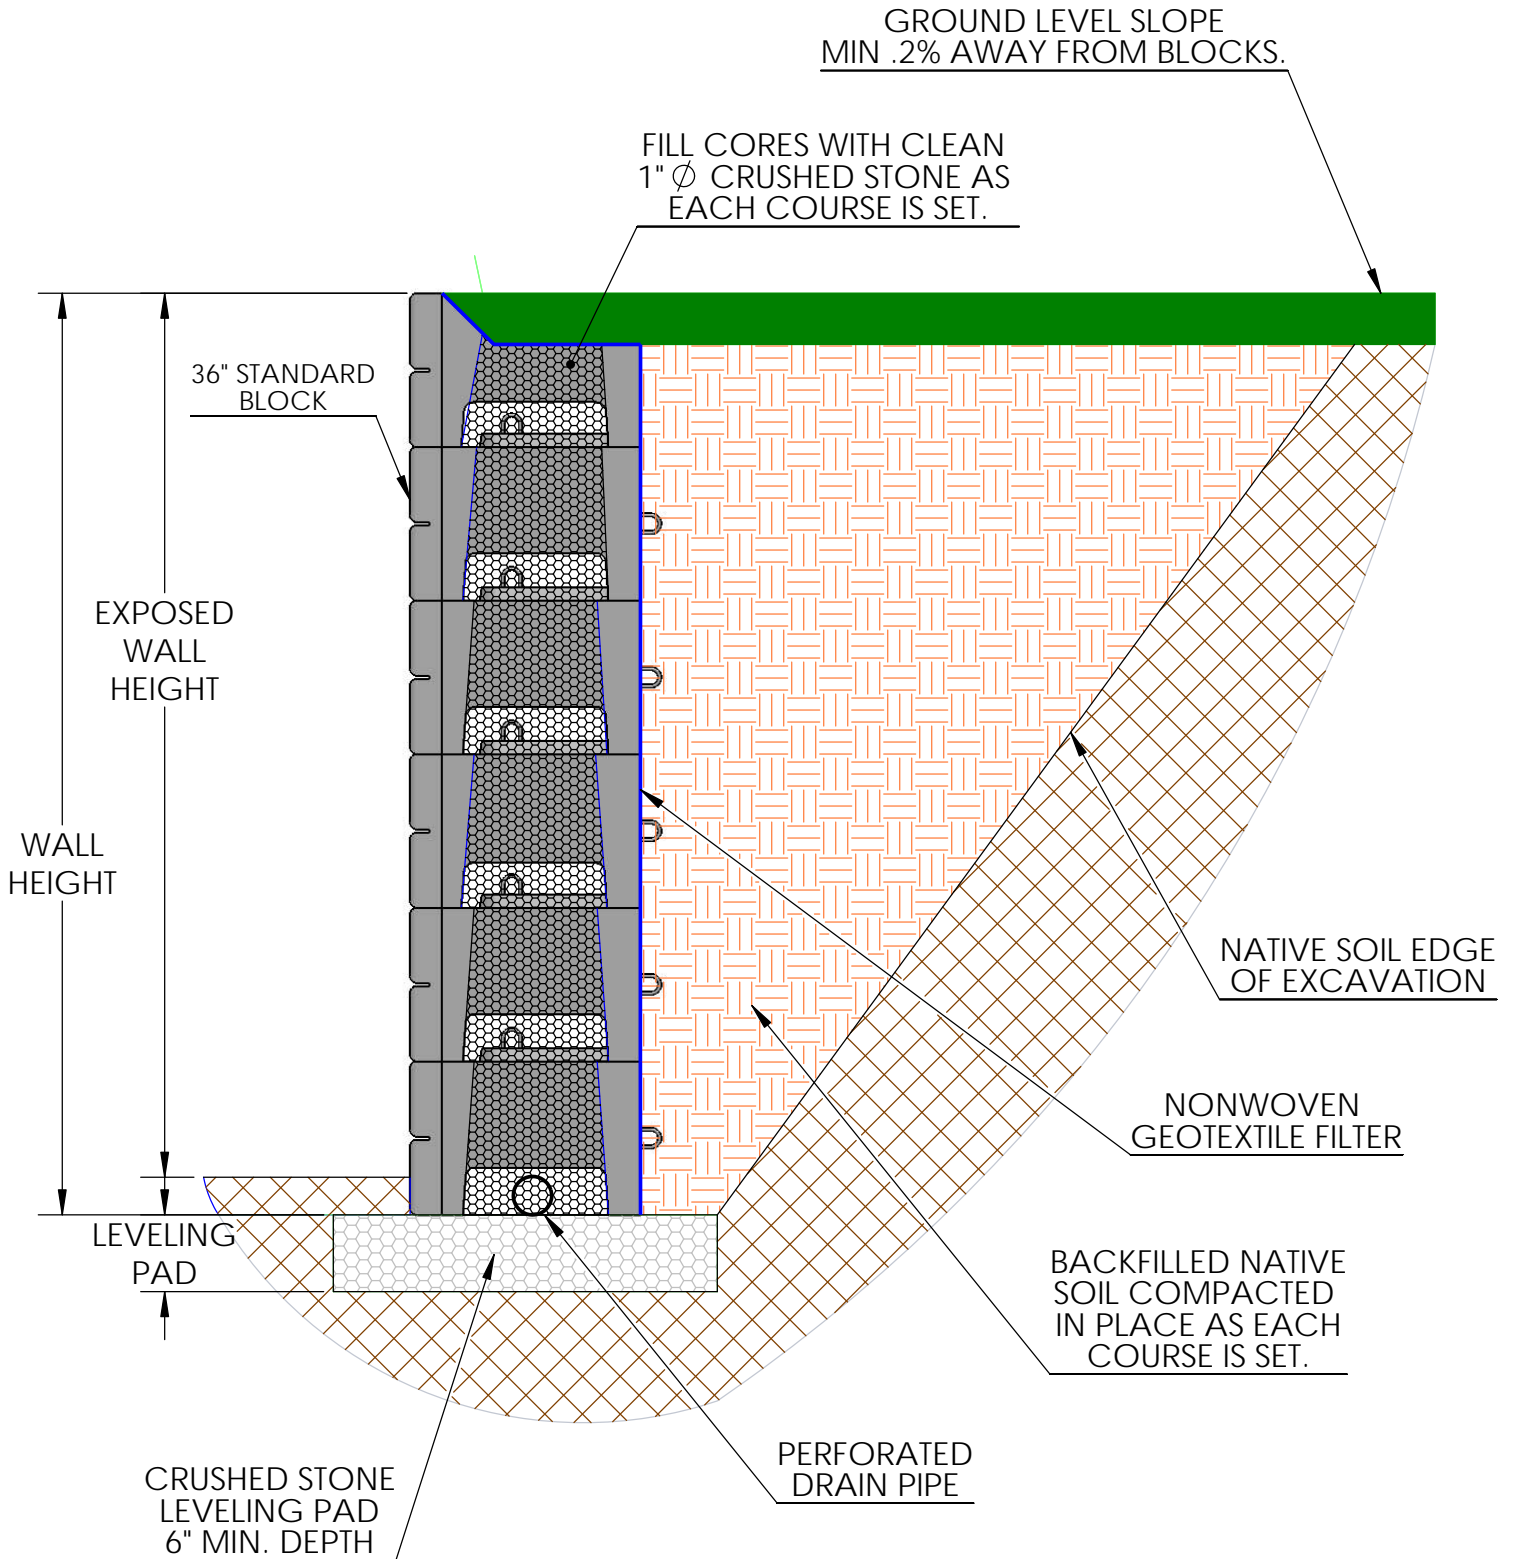 GROUND LEVEL SLOPE
MIN .2% AWAY FROM BLOCKS.
FILL CORES WITH CLEAN
1" Ø CRUSHED STONE AS
EACH COURSE IS SET.
36" STANDARD
BLOCK
EXPOSED
WALL
HEIGHT
WALL
HEIGHT
NATIVE SOIL EDGE
OF EXCAVATION
NONWOVEN
GEOTEXTILE FILTER
LEVELING
PAD
BACKFILLED NATIVE
SOIL COMPACTED
IN PLACE AS EACH
COURSE IS SET.
PERFORATED
DRAIN PIPE
CRUSHED STONE
LEVELING PAD
6" MIN. DEPTH